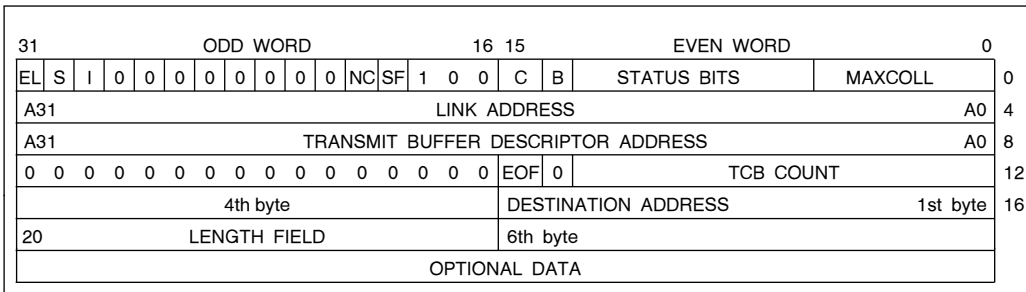 31 ODD WORD 16 15 EVEN WORD 0
EL S I 0 0 0 0 0 0 0 0 NC SF 1 0 0 C B STATUS BITS MAXCOLL 0
A31 LINK ADDRESS A0 4
A31 TRANSMIT BUFFER DESCRIPTOR ADDRESS A0 8
0 0 0 0 0 0 0 0 0 0 0 0 0 0 0 0 EOF 0 TCB COUNT 12
4th byte DESTINATION ADDRESS 1st byte 16
20 LENGTH FIELD 6th byte
OPTIONAL DATA